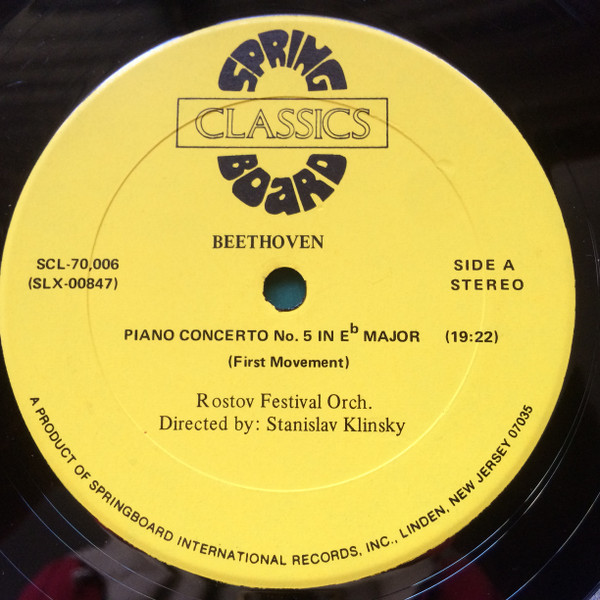 SPRING
CLASSICS
BOARD
BEETHOVEN
SCL-70,006
(SLX-00847)
SIDE A
STEREO
PIANO CONCERTO No. 5 IN Eb MAJOR (19:22)
(First Movement)
Rostov Festival Orch.
Directed by: Stanislav Klinsky
A PRODUCT OF SPRINGBOARD INTERNATIONAL RECORDS, INC., LINDEN, NEW JERSEY 07035